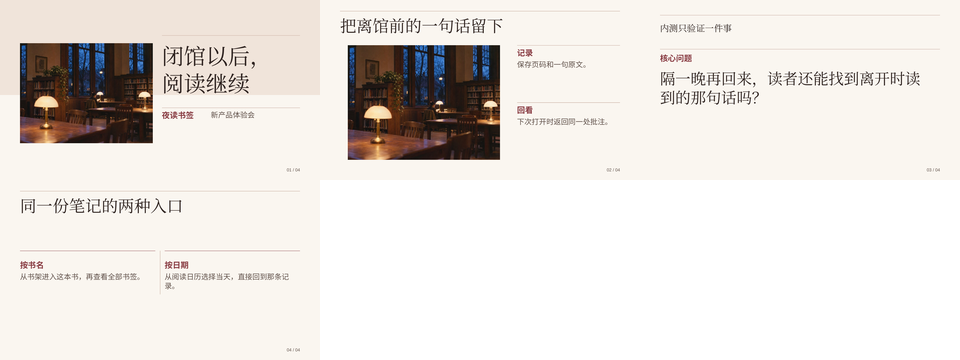 闭馆以后，
阅读继续
夜读书签 新产品体验会
01 / 04
把离馆前的一句话留下
记录
保存页码和一句原文。
回看
下次打开时返回同一处批注。
02 / 04
内测只验证一件事
核心问题
隔一晚再回来，读者还能找到离开时读
到的那句话吗？
03 / 04
同一份笔记的两种入口
按书名
从书架进入这本书，再查看全部书签。
按日期
从阅读日历选择当天，直接回到那条记
录。
04 / 04